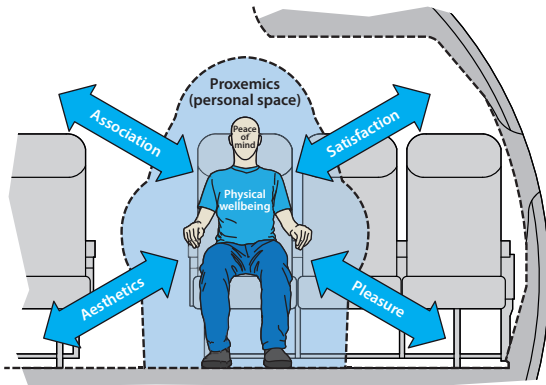 Proxemics
(personal space)
Association
Satisfaction
Peace
of
mind
Physical
wellbeing
Aesthetics
Pleasure